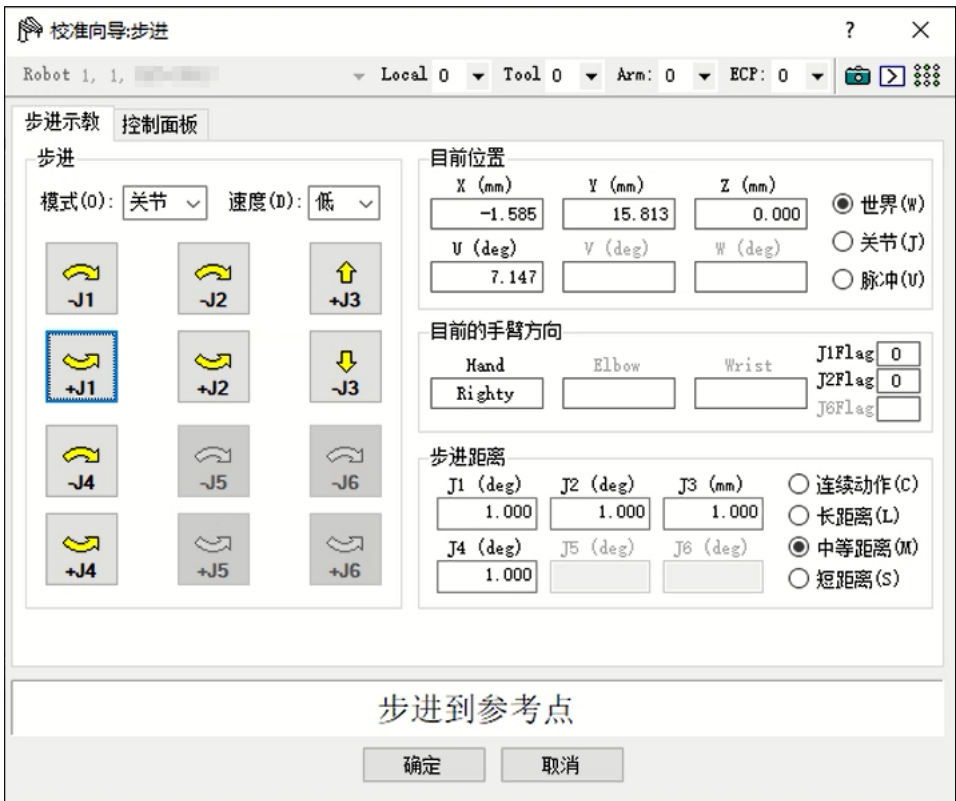 校准向导:步进
?
Robot 1, 1,
Local 0 Tool 0 Arm: 0 ECP: 0
步进示教 控制面板
步进
模式(O): 关节 速度(D): 低
-J1 -J2 +J3
+J1 +J2 -J3
-J4 -J5 -J6
+J4 +J5 +J6
目前位置
X (mm) Y (mm) Z (mm)
-1.585 15.813 0.000
U (deg) V (deg) W (deg)
7.147
世界(W)
关节(J)
脉冲(U)
目前的手臂方向
Hand Elbow Wrist
Righty
J1Flag 0
J2Flag 0
J6Flag
步进距离
J1 (deg) J2 (deg) J3 (mm)
1.000 1.000 1.000
J4 (deg) J5 (deg) J6 (deg)
1.000
连续动作(C)
长距离(L)
中等距离(M)
短距离(S)
步进到参考点
确定 取消